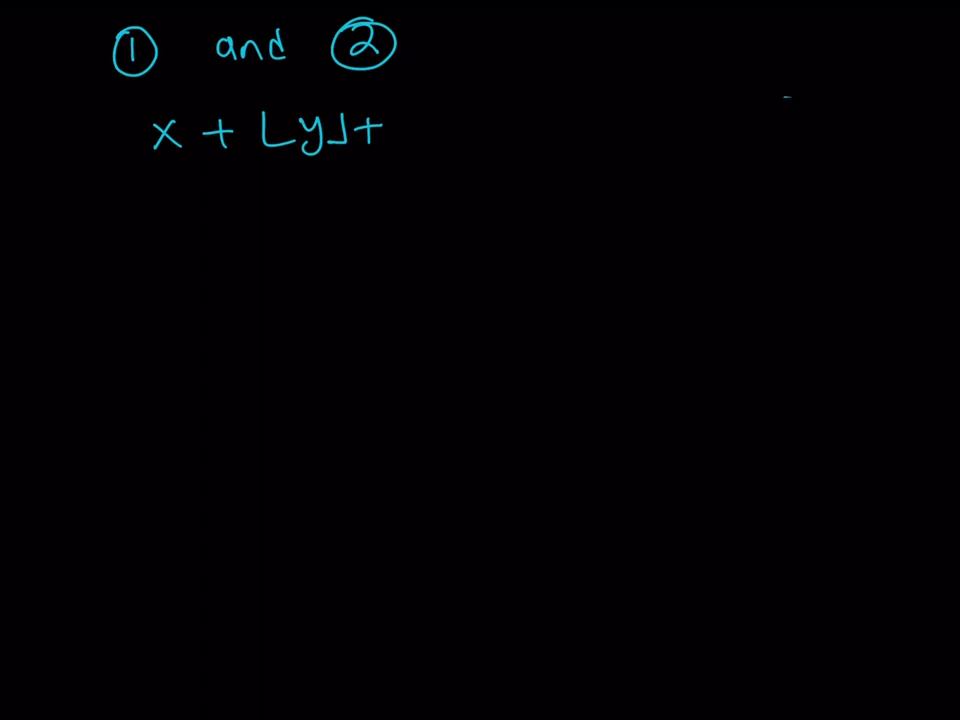 ① and ②
x + ⌊y⌋+